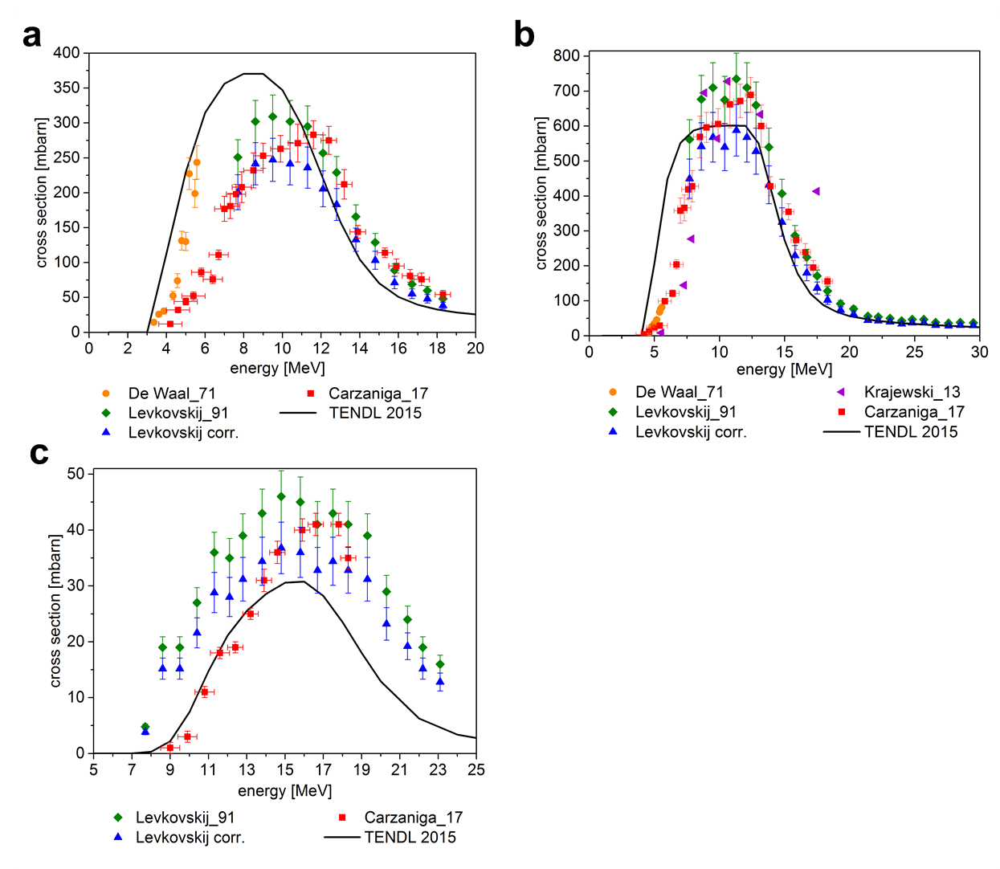 a
400
350
300
250
200
150
100
50
0
cross section [mbarn]
0 2 4 6 8 10 12 14 16 18 20
energy [MeV]
De Waal_71
Carzaniga_17
Levkovskij_91
TENDL 2015
Levkovskij corr.
b
800
700
600
500
400
300
200
100
0
cross section [mbarn]
0 5 10 15 20 25 30
energy [MeV]
De Waal_71
Krajewski_13
Levkovskij_91
Carzaniga_17
Levkovskij corr.
TENDL 2015
c
50
40
30
20
10
0
cross section [mbarn]
5 7 9 11 13 15 17 19 21 23 25
energy [MeV]
Levkovskij_91
Carzaniga_17
Levkovskij corr.
TENDL 2015